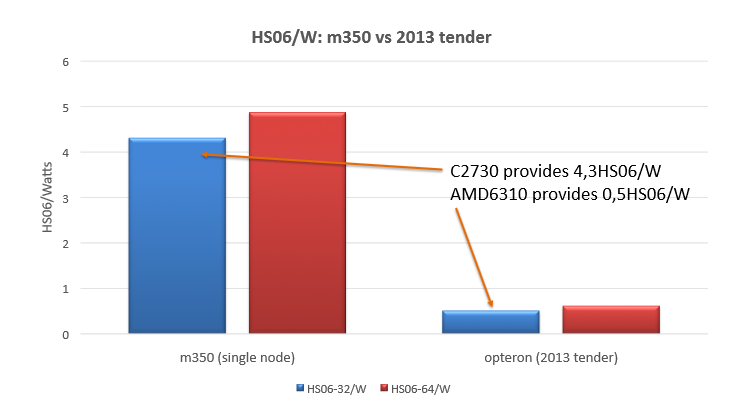 HS06/W: m350 vs 2013 tender
6
5
4
3
2
1
0
HS06/Watts
C2730 provides 4,3HS06/W
AMD6310 provides 0,5HS06/W
m350 (single node)
opteron (2013 tender)
HS06-32/W
HS06-64/W